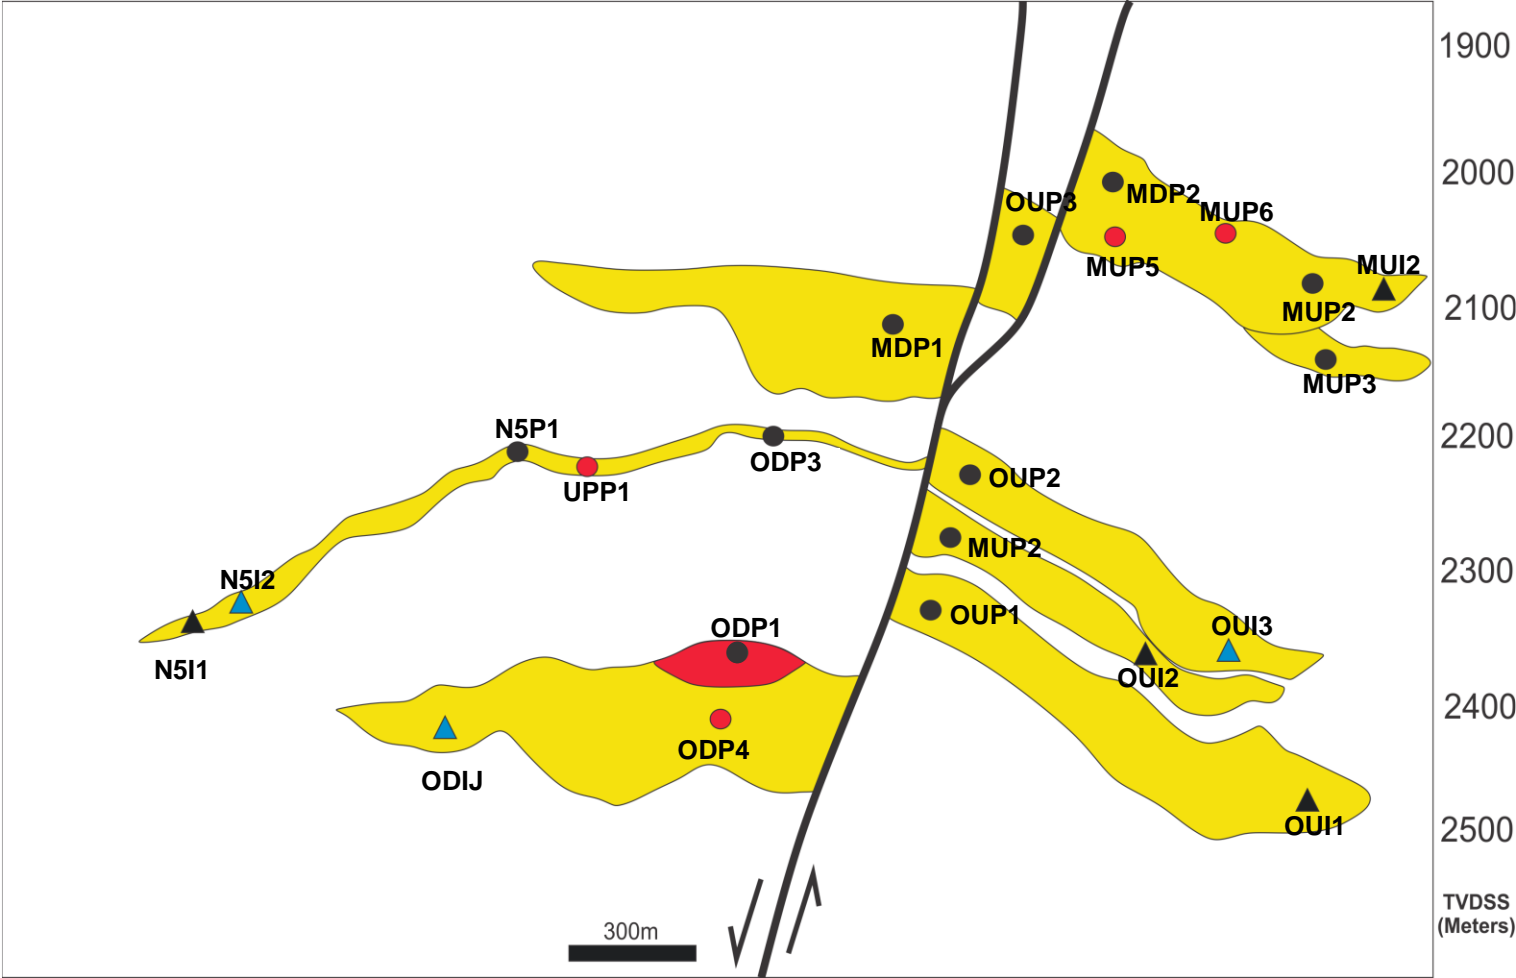 1900
2000
OUP3
MDP2
MUP6
MUP5
MUI2
2100
MUP2
MDP1
MUP3
N5P1
2200
ODP3
UPP1
OUP2
MUP2
2300
N5I2
OUP1
ODP1
OUI3
N5I1
OUI2
2400
ODP4
ODIJ
OUI1
2500
TVDSS
(Meters)
300m